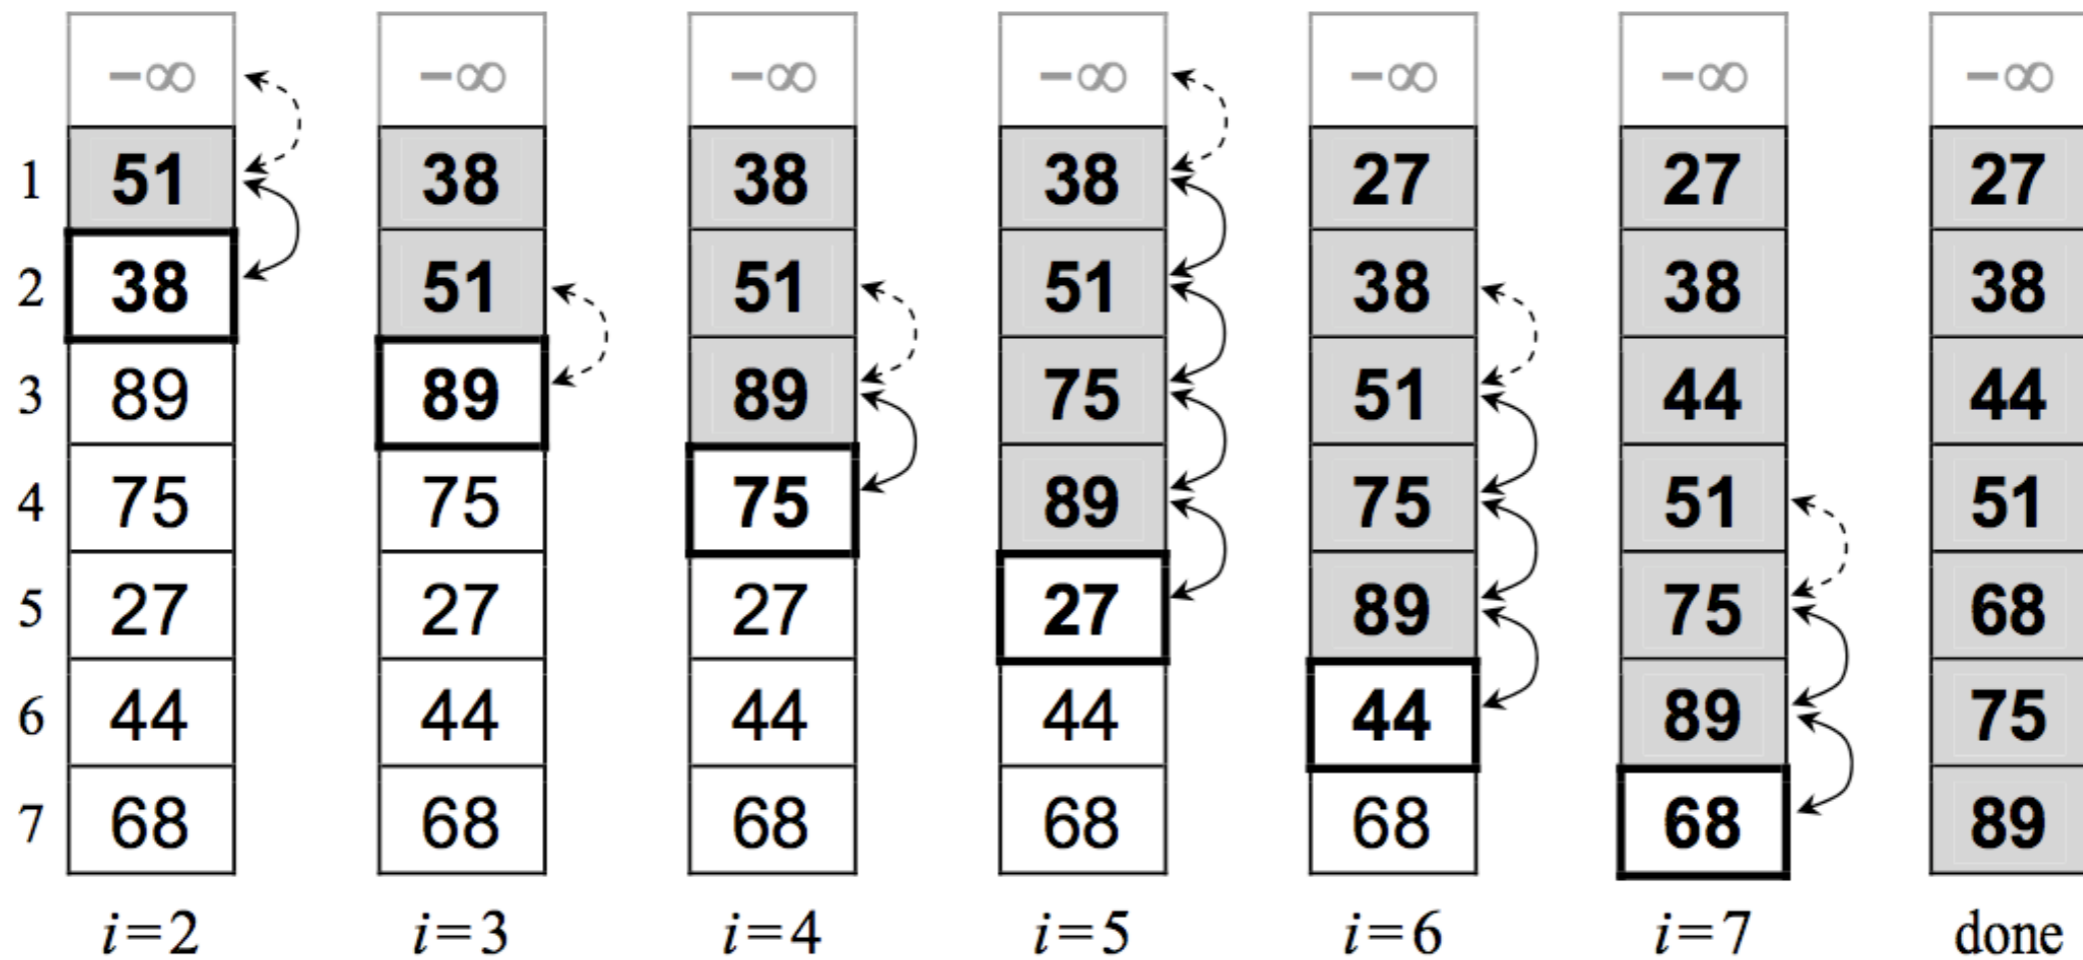 −∞ −∞ −∞ −∞ −∞ −∞ −∞
1 51 38 38 38 27 27 27
2 38 51 51 51 38 38 38
3 89 89 89 75 51 44 44
4 75 75 75 89 75 51 51
5 27 27 27 27 89 75 68
6 44 44 44 44 44 89 75
7 68 68 68 68 68 68 89
i=2 i=3 i=4 i=5 i=6 i=7 done